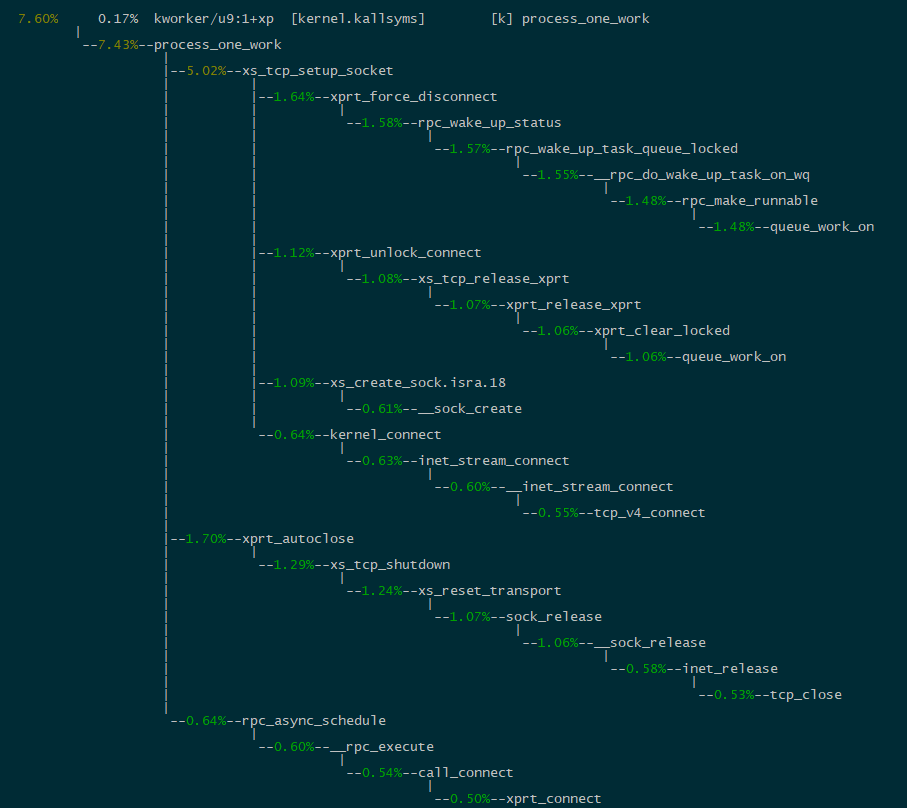 7.60%     0.17%  kworker/u9:1+xp  [kernel.kallsyms]        [k] process_one_work
|
--7.43%--process_one_work
|
|--5.02%--xs_tcp_setup_socket
|          |
|          |--1.64%--xprt_force_disconnect
|          |          |
|          |           --1.58%--rpc_wake_up_status
|          |                     |
|          |                      --1.57%--rpc_wake_up_task_queue_locked
|          |                                |
|          |                                 --1.55%--__rpc_do_wake_up_task_on_wq
|          |                                           |
|          |                                            --1.48%--rpc_make_runnable
|          |                                                      |
|          |                                                       --1.48%--queue_work_on
|          |
|          |--1.12%--xprt_unlock_connect
|          |          |
|          |           --1.08%--xs_tcp_release_xprt
|          |                     |
|          |                      --1.07%--xprt_release_xprt
|          |                                |
|          |                                 --1.06%--xprt_clear_locked
|          |                                           |
|          |                                            --1.06%--queue_work_on
|          |
|          |--1.09%--xs_create_sock.isra.18
|          |          |
|          |           --0.61%--__sock_create
|          |
|           --0.64%--kernel_connect
|                     |
|                      --0.63%--inet_stream_connect
|                                |
|                                 --0.60%--__inet_stream_connect
|                                           |
|                                            --0.55%--tcp_v4_connect
|
|--1.70%--xprt_autoclose
|          |
|           --1.29%--xs_tcp_shutdown
|                     |
|                      --1.24%--xs_reset_transport
|                                |
|                                 --1.07%--sock_release
|                                           |
|                                            --1.06%--__sock_release
|                                                      |
|                                                       --0.58%--inet_release
|                                                                 |
|                                                                  --0.53%--tcp_close
|
--0.64%--rpc_async_schedule
|
--0.60%--__rpc_execute
|
--0.54%--call_connect
|
--0.50%--xprt_connect